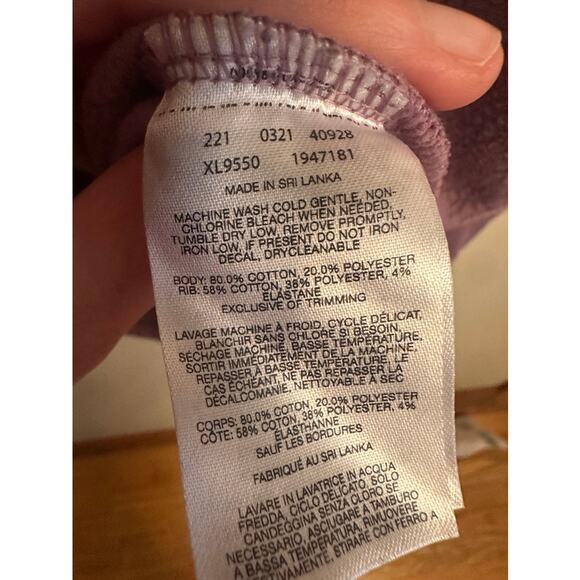 221 0321 40928
XL9550 1947181
MADE IN SRI LANKA
MACHINE WASH COLD GENTLE, NON-
CHLORINE BLEACH WHEN NEEDED,
TUMBLE DRY LOW, REMOVE PROMPTLY,
IRON LOW, IF PRESENT DO NOT IRON
DECAL, DRYCLEANABLE
BODY: 80.0% COTTON, 20.0% POLYESTER
RIB: 58% COTTON, 38% POLYESTER, 4%
ELASTANE
EXCLUSIVE OF TRIMMING
LAVAGE MACHINE À FROID, CYCLE DÉLICAT,
BLANCHIR SANS CHLORE SI BESOIN,
SÉCHAGE MACHINE, BASSE TEMPÉRATURE,
SORTIR IMMÉDIATEMENT DE LA MACHINE,
REPASSER À BASSE TEMPÉRATURE LE
CAS ÉCHEANT, NE PAS REPASSER LA
DÉCALCOMANIE, NETTOYABLE À SEC
CORPS: 80.0% COTON, 20.0% POLYESTER
CÔTE: 58% COTON, 38% POLYESTER, 4%
ÉLASTHANNE
SAUF LES BORDURES
FABRIQUÉ AU SRI LANKA
LAVARE IN LAVATRICE IN ACQUA
FREDDA, CICLO DELICATO, SOLO
CANDEGGINA SENZA CLORO SE
NECESSARIO, ASCIUGARE A TAMBURO
A BASSA TEMPERATURA, RIMUOVERE
STIRARE CON FERRO A